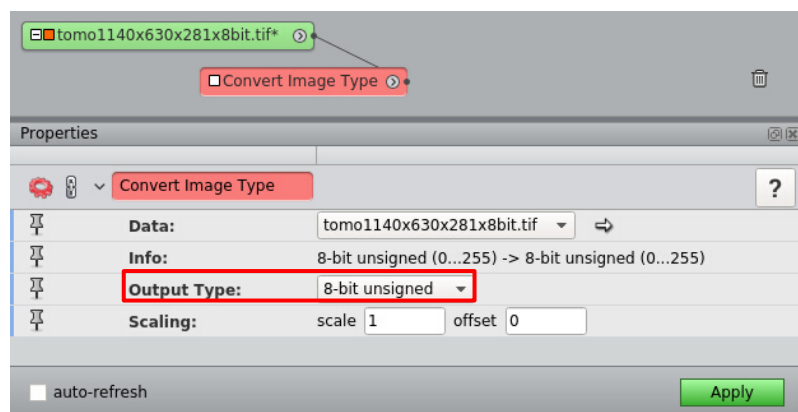 tomo1140x630x281x8bit.tif*
Convert Image Type
Properties
Convert Image Type
?
Data: tomo1140x630x281x8bit.tif
Info: 8-bit unsigned (0...255) -> 8-bit unsigned (0...255)
Output Type: 8-bit unsigned
Scaling: scale 1 offset 0
auto-refresh Apply